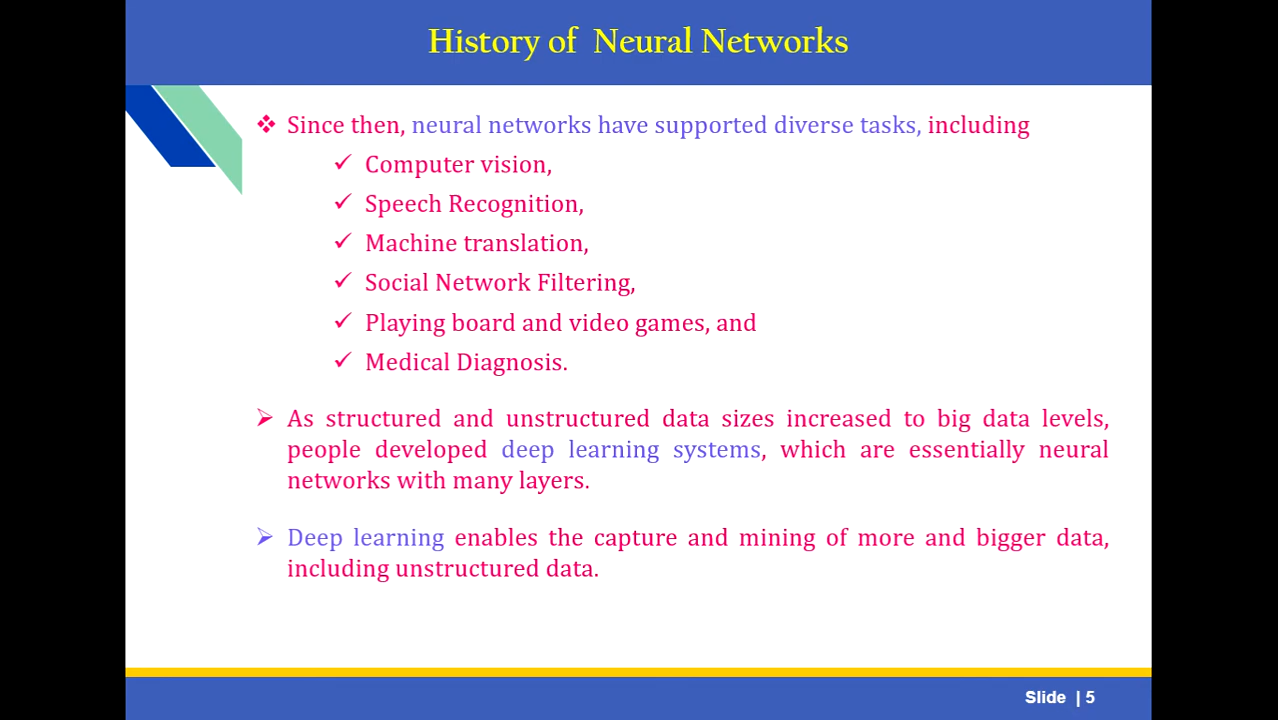 History of Neural Networks
❖ Since then, neural networks have supported diverse tasks, including
✓ Computer vision,
✓ Speech Recognition,
✓ Machine translation,
✓ Social Network Filtering,
✓ Playing board and video games, and
✓ Medical Diagnosis.
➢ As structured and unstructured data sizes increased to big data levels,
people developed deep learning systems, which are essentially neural
networks with many layers.
➢ Deep learning enables the capture and mining of more and bigger data,
including unstructured data.
Slide | 5